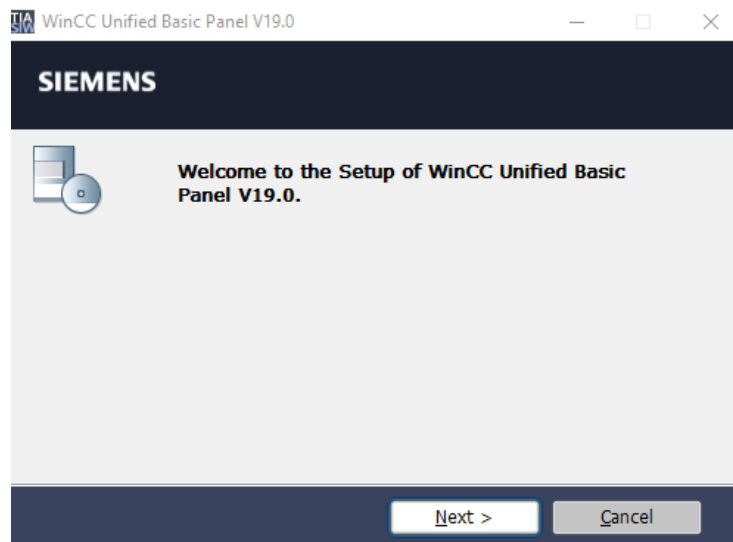 TIA
SIW
WinCC Unified Basic Panel V19.0
SIEMENS
Welcome to the Setup of WinCC Unified Basic
Panel V19.0.
Next >
Cancel